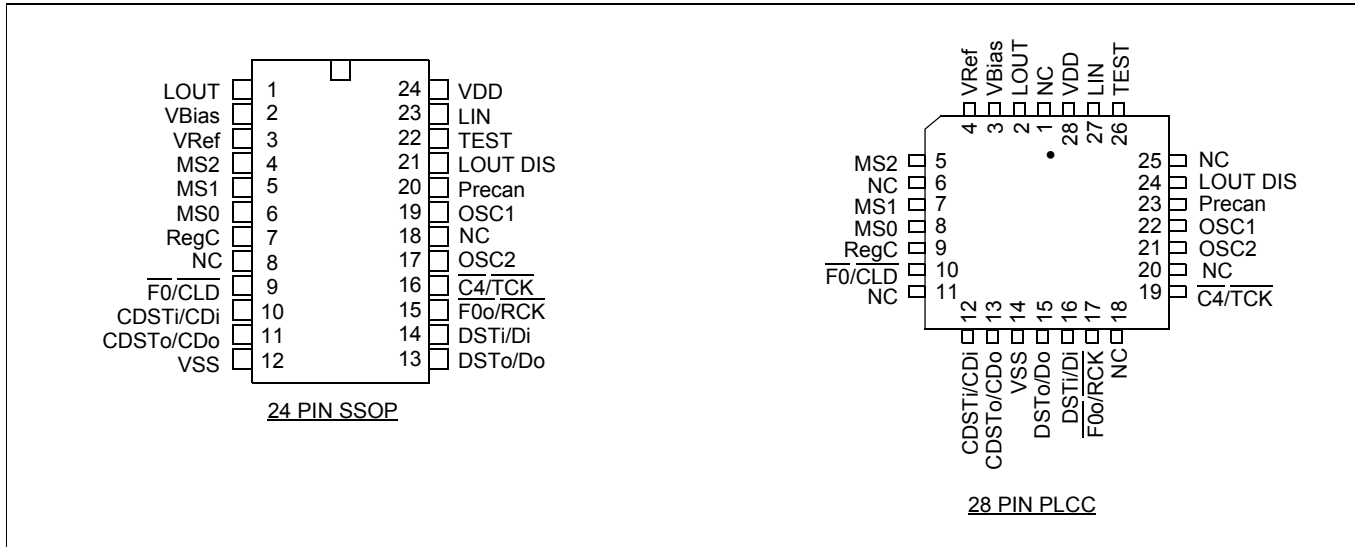 LOUT 1 24 VDD
VBias 2 23 LIN
VRef 3 22 TEST
MS2 4 21 LOUT DIS
MS1 5 20 Precan
MS0 6 19 OSC1
RegC 7 18 NC
NC 8 17 OSC2
F0/CLD 9 16 C4/TCK
CDSTi/CDi 10 15 F0o/RCK
CDSTo/CDo 11 14 DSTi/Di
VSS 12 13 DSTo/Do
24 PIN SSOP
VRef VBias LOUT NC VDD LIN TEST
4 3 2 1 28 27 26
MS2 5 25 NC
NC 6 24 LOUT DIS
MS1 7 23 Precan
MS0 8 22 OSC1
RegC 9 21 OSC2
F0/CLD 10 20 NC
NC 11 19 C4/TCK
12 13 14 15 16 17 18
CDSTi/CDi CDSTo/CDo VSS DSTo/Do DSTi/Di F0o/RCK NC
28 PIN PLCC